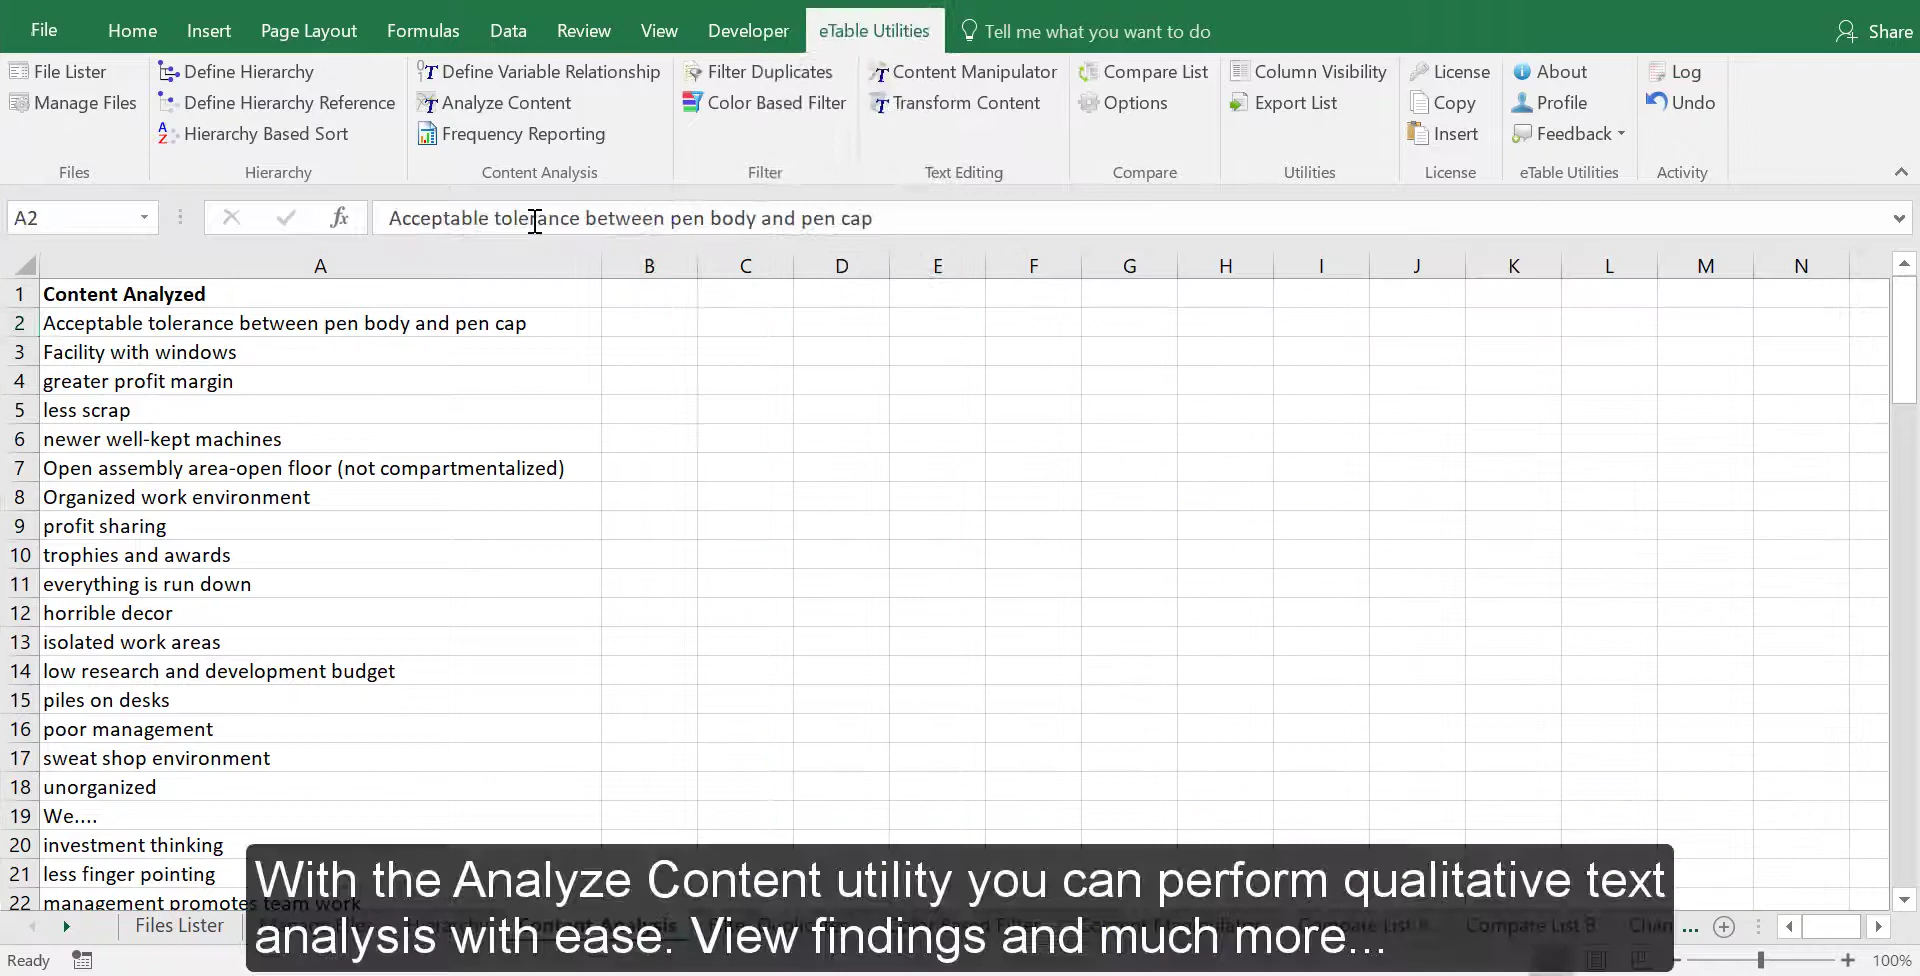 File Home Insert Page Layout Formulas Data Review View Developer eTable Utilities Tell me what you want to do Share
File Lister Define Hierarchy Define Variable Relationship Filter Duplicates Content Manipulator Compare List Column Visibility License About Log
Manage Files Define Hierarchy Reference Analyze Content Color Based Filter Transform Content Options Export List Copy Profile Undo
Hierarchy Based Sort Frequency Reporting Insert Feedback
Files Hierarchy Content Analysis Filter Text Editing Compare Utilities License eTable Utilities Activity
A2 fx Acceptable tolerance between pen body and pen cap
A B C D E F G H I J K L M N
1 Content Analyzed
2 Acceptable tolerance between pen body and pen cap
3 Facility with windows
4 greater profit margin
5 less scrap
6 newer well-kept machines
7 Open assembly area-open floor (not compartmentalized)
8 Organized work environment
9 profit sharing
10 trophies and awards
11 everything is run down
12 horrible decor
13 isolated work areas
14 low research and development budget
15 piles on desks
16 poor management
17 sweat shop environment
18 unorganized
19 We....
20 investment thinking
21 less finger pointing
22 management promotes team work
With the Analyze Content utility you can perform qualitative text
analysis with ease. View findings and much more...
Files Lister Content Analysis Compare List B Chan ...
Ready 100%